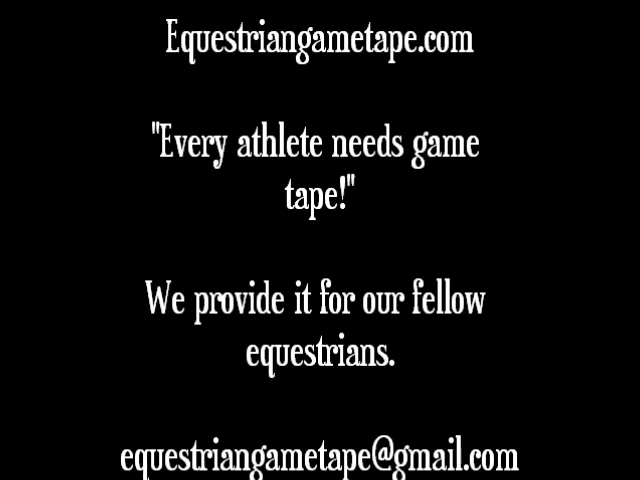 Equestriangametape.com
"Every athlete needs game
tape!"
We provide it for our fellow
equestrians.
equestriangametape@gmail.com